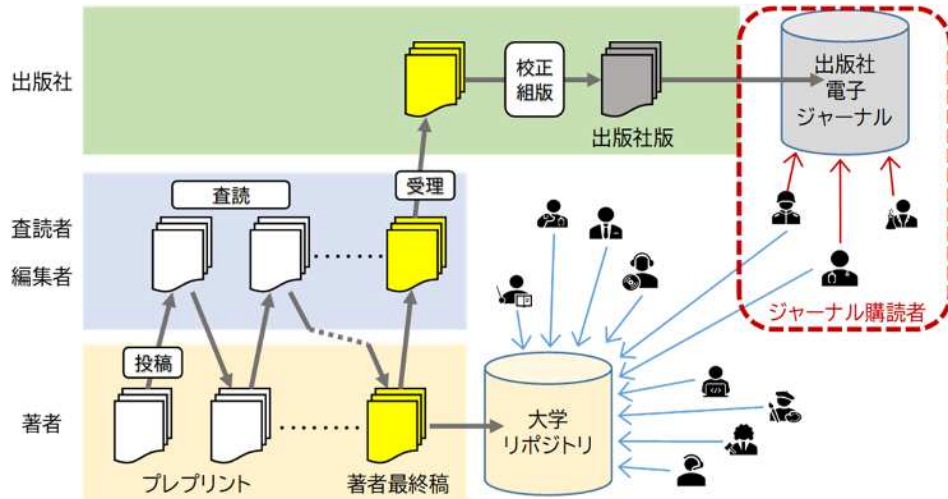 出版社
校正
組版
出版社版
出版社
電子
ジャーナル
受理
査読
査読者
編集者
ジャーナル購読者
投稿
著者
大学
リポジトリ
プレプリント
著者最終稿